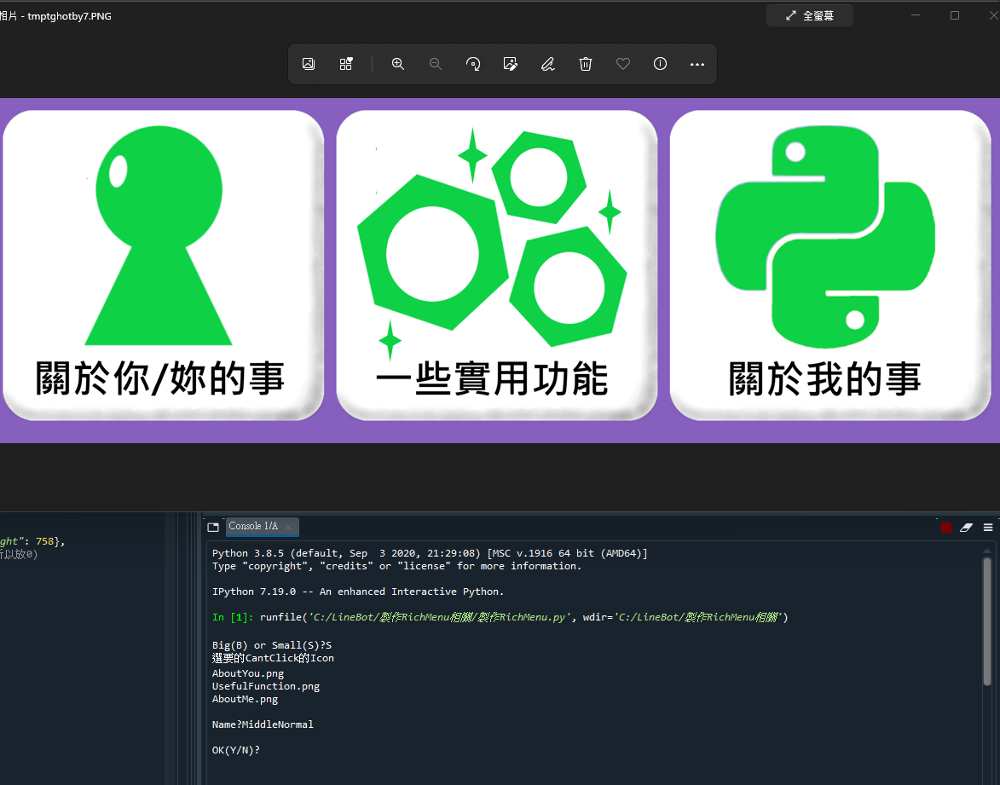 相片 - tmptghotby7.PNG
全螢幕
關於你/妳的事
一些實用功能
關於我的事
ght": 758},
所以放0)
Console 1/A
Python 3.8.5 (default, Sep  3 2020, 21:29:08) [MSC v.1916 64 bit (AMD64)]
Type "copyright", "credits" or "license" for more information.
IPython 7.19.0 -- An enhanced Interactive Python.
In [1]: runfile('C:/LineBot/製作RichMenu相關/製作RichMenu.py', wdir='C:/LineBot/製作RichMenu相關')
Big(B) or Small(S)?S
選要的CantClick的Icon
AboutYou.png
UsefulFunction.png
AboutMe.png
Name?MiddleNormal
OK(Y/N)?